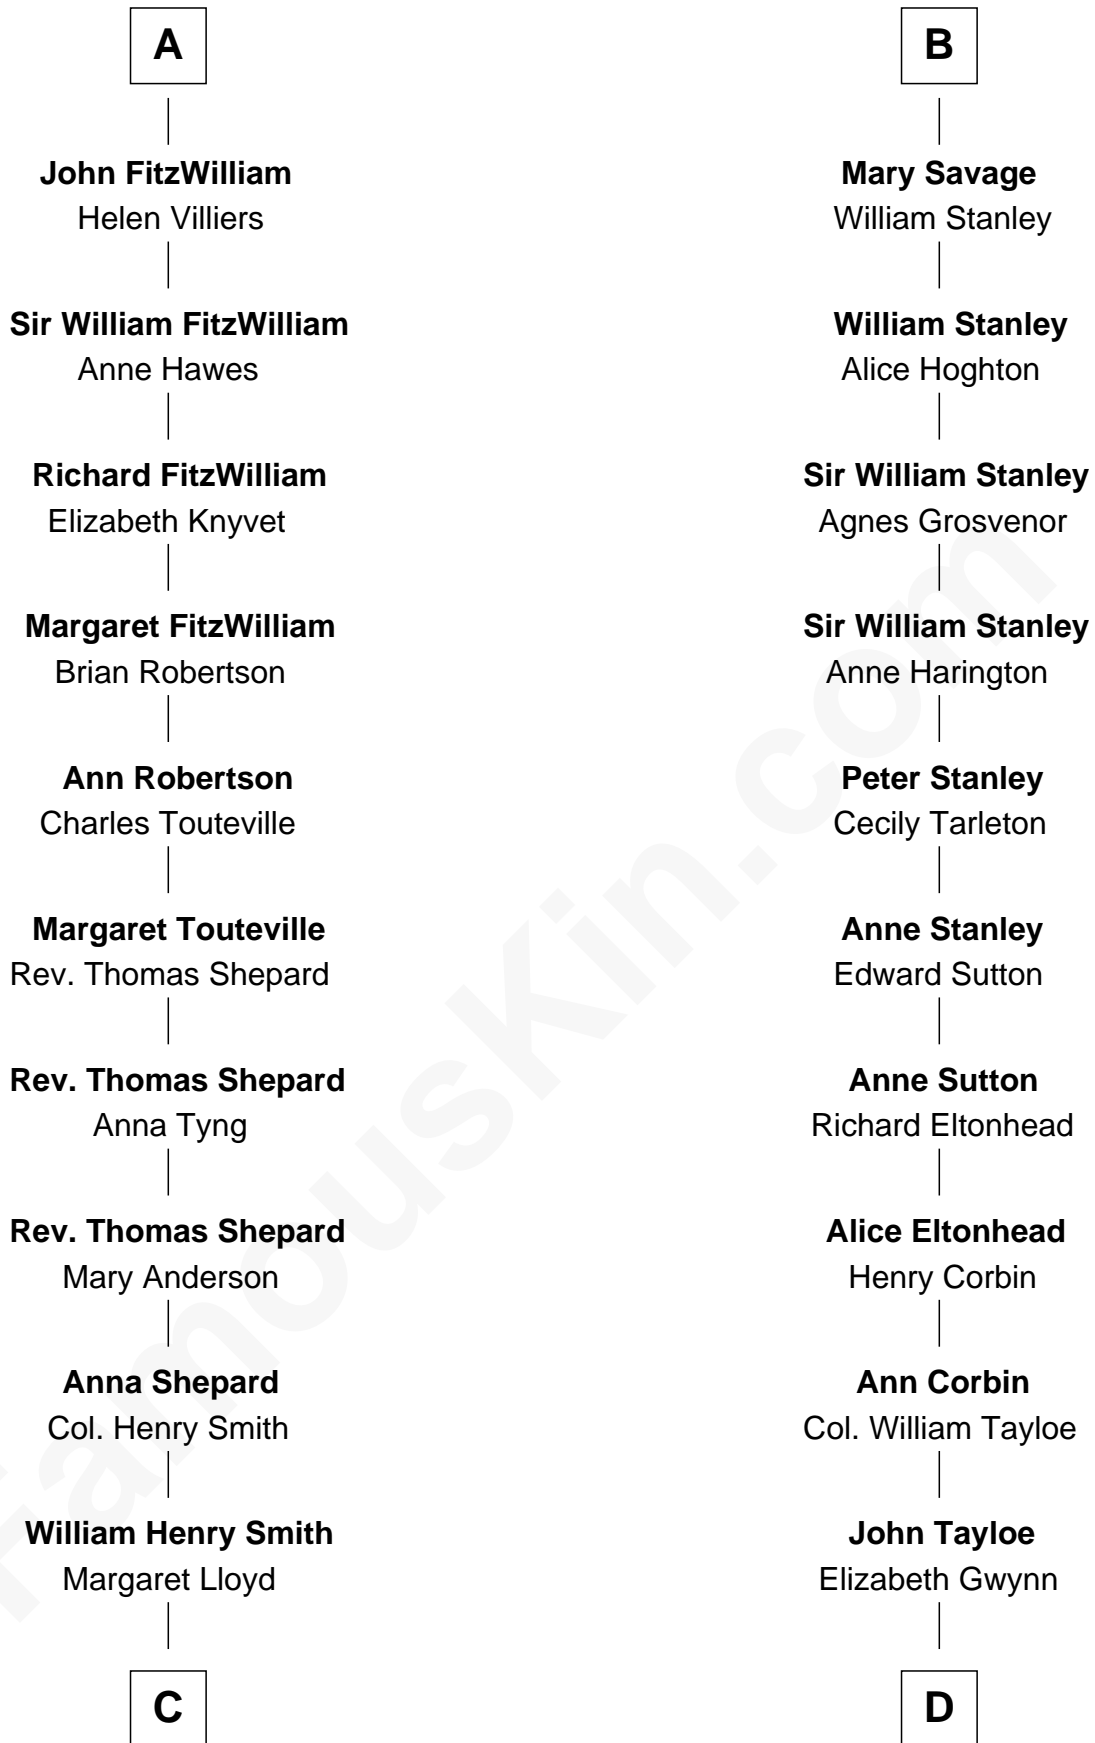 A
John FitzWilliam
Helen Villiers
Sir William FitzWilliam
Anne Hawes
Richard FitzWilliam
Elizabeth Knyvet
Margaret FitzWilliam
Brian Robertson
Ann Robertson
Charles Touteville
Margaret Touteville
Rev. Thomas Shepard
Rev. Thomas Shepard
Anna Tyng
Rev. Thomas Shepard
Mary Anderson
Anna Shepard
Col. Henry Smith
William Henry Smith
Margaret Lloyd
C
B
Mary Savage
William Stanley
William Stanley
Alice Hoghton
Sir William Stanley
Agnes Grosvenor
Sir William Stanley
Anne Harington
Peter Stanley
Cecily Tarleton
Anne Stanley
Edward Sutton
Anne Sutton
Richard Eltonhead
Alice Eltonhead
Henry Corbin
Ann Corbin
Col. William Tayloe
John Tayloe
Elizabeth Gwynn
D
FamousKin.com